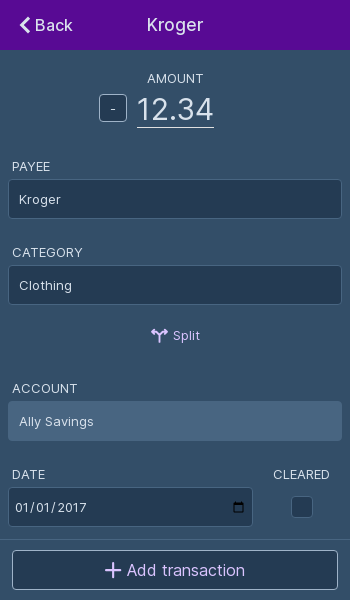 Back
Kroger
AMOUNT
- 12.34
PAYEE
Kroger
CATEGORY
Clothing
Split
ACCOUNT
Ally Savings
DATE
CLEARED
01/01/2017
Add transaction